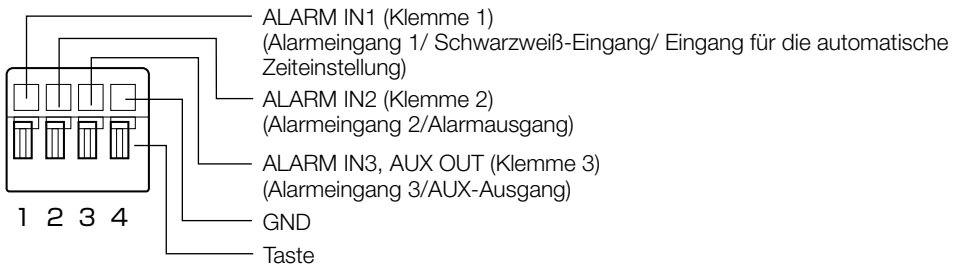 ALARM IN1 (Klemme 1)
(Alarmeingang 1/ Schwarzweiß-Eingang/ Eingang für die automatische
Zeiteinstellung)
ALARM IN2 (Klemme 2)
(Alarmeingang 2/Alarmausgang)
ALARM IN3, AUX OUT (Klemme 3)
(Alarmeingang 3/AUX-Ausgang)
1 2 3 4
GND
Taste